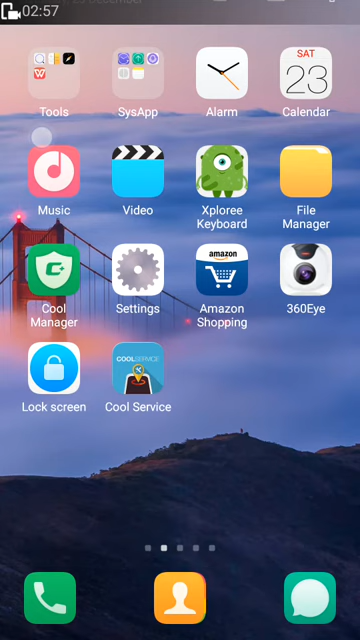 02:57
Tools
SysApp
Alarm
SAT
23
Calendar
Music
Video
Xploree
Keyboard
File
Manager
Cool
Manager
Settings
amazon
Amazon
Shopping
360Eye
Lock screen
COOLSERVICE
Cool Service